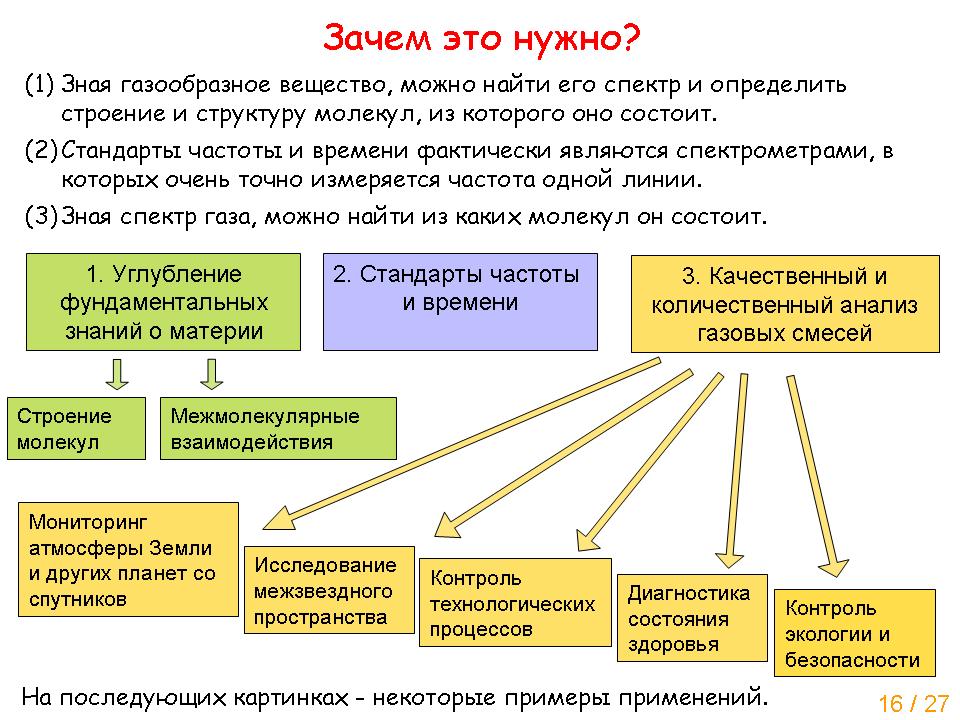 Зачем это нужно?
(1) Зная газообразное вещество, можно найти его спектр и определить
строение и структуру молекул, из которого оно состоит.
(2) Стандарты частоты и времени фактически являются спектрометрами, в
которых очень точно измеряется частота одной линии.
(3) Зная спектр газа, можно найти из каких молекул он состоит.
1. Углубление
фундаментальных
знаний о материи
2. Стандарты частоты
и времени
3. Качественный и
количественный анализ
газовых смесей
Строение
молекул
Межмолекулярные
взаимодействия
Мониторинг
атмосферы Земли
и других планет со
спутников
Исследование
межзвездного
пространства
Контроль
технологических
процессов
Диагностика
состояния
здоровья
Контроль
экологии и
безопасности
На последующих картинках - некоторые примеры применений.
16 / 27